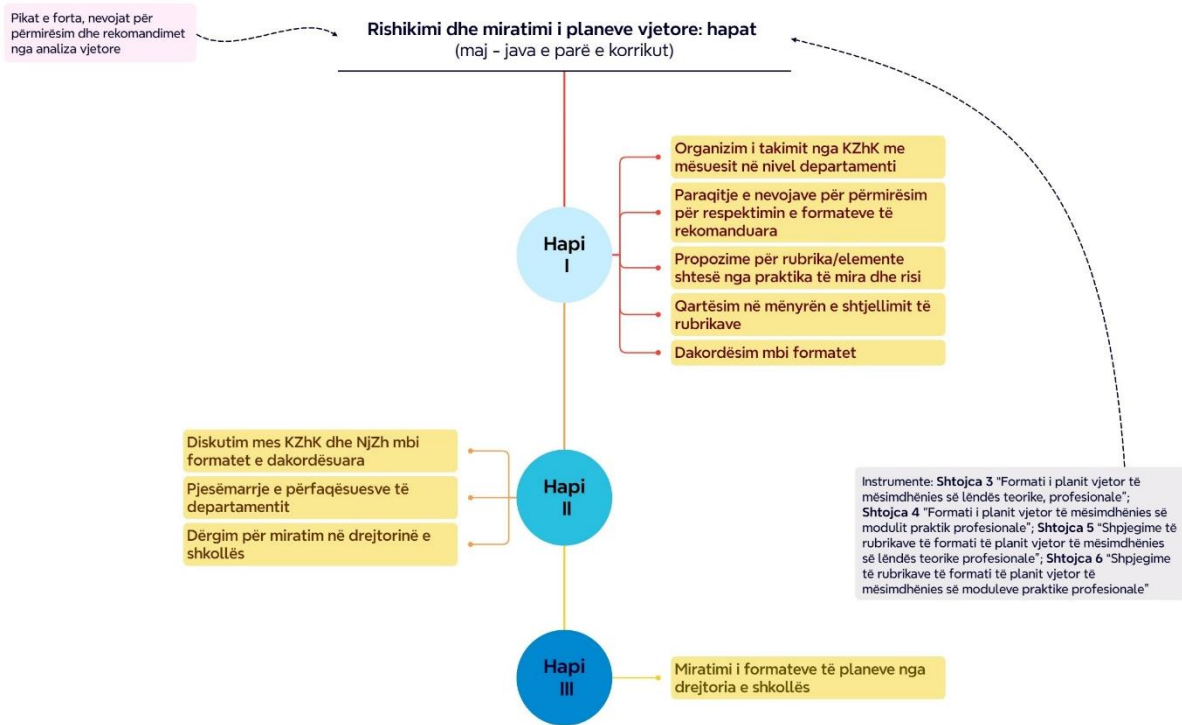 Pikat e forta, nevojat për
përmirësim dhe rekomandimet
nga analiza vjetore
Rishikimi dhe miratimi i planeve vjetore: hapat
(maj – java e parë e korrikut)
Hapi
I
Organizim i takimit nga KZhK me
mësuesit në nivel departamenti
Paraqitje e nevojave për përmirësim
për respektimin e formateve të
rekomanduara
Propozime për rubrika/elemente
shtesë nga praktika të mira dhe risi
Qartësim në mënyrën e shtjellimit të
rubrikave
Dakordësim mbi formatet
Hapi
II
Diskutim mes KZhK dhe NjZh mbi
formatet e dakordësuara
Pjesëmarrje e përfaqësuesve të
departamentit
Dërgim për miratim në drejtorinë e
shkollës
Instrumente: Shtojca 3 "Formati i planit vjetor të
mësimdhënies së lëndës teorike, profesionale";
Shtojca 4 "Formati i planit vjetor të mësimdhënies së
modulit praktik profesionale"; Shtojca 5 "Shpjegime të
rubrikave të formati të planit vjetor të mësimdhënies
së lëndës teorike profesionale"; Shtojca 6 "Shpjegime
të rubrikave të formati të planit vjetor të
mësimdhënies së moduleve praktike profesionale"
Hapi
III
Miratimi i formateve të planeve nga
drejtoria e shkollës